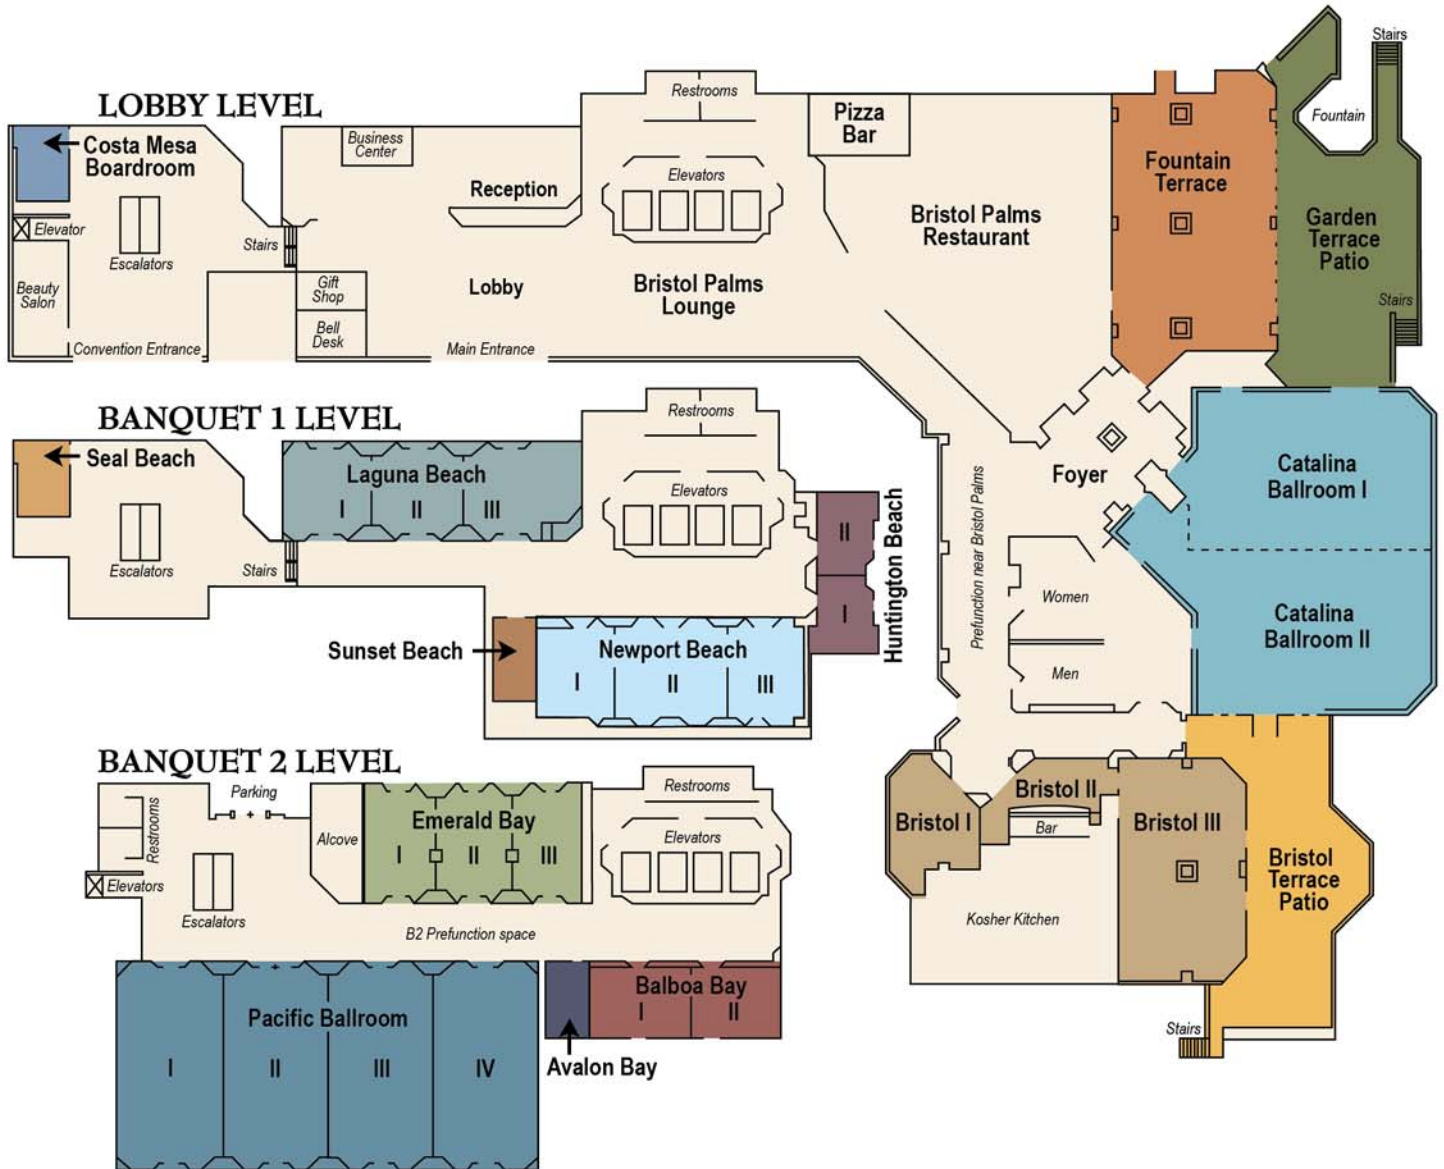 LOBBY LEVEL
Costa Mesa
Boardroom
Elevator
Escalators
Beauty
Salon
Convention Entrance
Stairs
Business
Center
Reception
Gift
Shop
Bell
Desk
Lobby
Main Entrance
Restrooms
Elevators
Bristol Palms
Lounge
Pizza
Bar
Bristol Palms
Restaurant
Fountain
Terrace
Stairs
Fountain
Garden
Terrace
Patio
Stairs
Foyer
Prefunction near Bristol Palms
Women
Men
Catalina
Ballroom I
Catalina
Ballroom II
Bristol I
Bristol II
Bar
Bristol III
Kosher Kitchen
Bristol
Terrace
Patio
Stairs
BANQUET 1 LEVEL
Seal Beach
Escalators
Stairs
Laguna Beach
I II III
Restrooms
Elevators
Huntington Beach
II
I
Sunset Beach
Newport Beach
I II III
BANQUET 2 LEVEL
Restrooms
Parking
Elevators
Escalators
Alcove
Emerald Bay
I II III
Restrooms
Elevators
B2 Prefunction space
Pacific Ballroom
I II III IV
Balboa Bay
I II
Avalon Bay